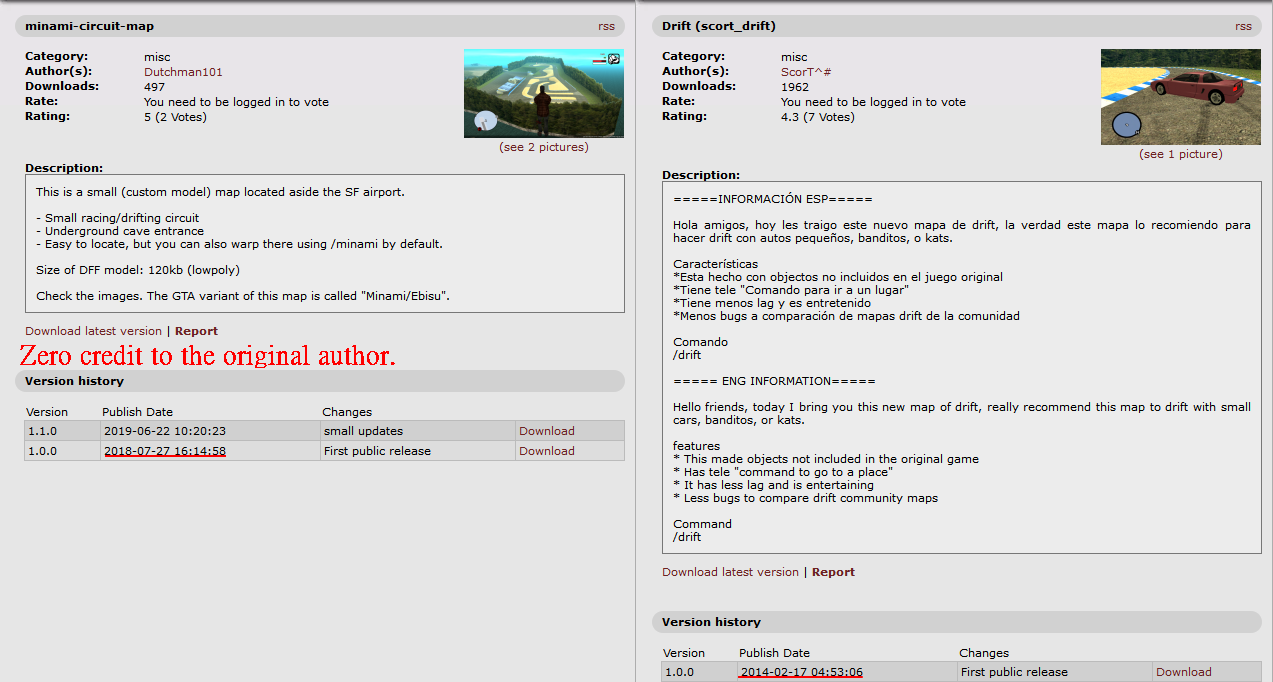 minami-circuit-map rss
Category: misc
Author(s): Dutchman101
Downloads: 497
Rate: You need to be logged in to vote
Rating: 5 (2 Votes)
(see 2 pictures)
Description:
This is a small (custom model) map located aside the SF airport.
- Small racing/drifting circuit
- Underground cave entrance
- Easy to locate, but you can also warp there using /minami by default.
Size of DFF model: 120kb (lowpoly)
Check the images. The GTA variant of this map is called "Minami/Ebisu".
Download latest version | Report
Zero credit to the original author.
Version history
Version Publish Date Changes
1.1.0 2019-06-22 10:20:23 small updates Download
1.0.0 2018-07-27 16:14:58 First public release Download
Drift (scort_drift) rss
Category: misc
Author(s): ScorT^#
Downloads: 1962
Rate: You need to be logged in to vote
Rating: 4.3 (7 Votes)
(see 1 picture)
Description:
=====INFORMACIÓN ESP=====
Hola amigos, hoy les traigo este nuevo mapa de drift, la verdad este mapa lo recomiendo para
hacer drift con autos pequeños, banditos, o kats.
Características
*Esta hecho con objectos no incluidos en el juego original
*Tiene tele "Comando para ir a un lugar"
*Tiene menos lag y es entretenido
*Menos bugs a comparación de mapas drift de la comunidad
Comando
/drift
===== ENG INFORMATION=====
Hello friends, today I bring you this new map of drift, really recommend this map to drift with small
cars, banditos, or kats.
features
* This made objects not included in the original game
* Has tele "command to go to a place"
* It has less lag and is entertaining
* Less bugs to compare drift community maps
Command
/drift
Download latest version | Report
Version history
Version Publish Date Changes
1.0.0 2014-02-17 04:53:06 First public release Download